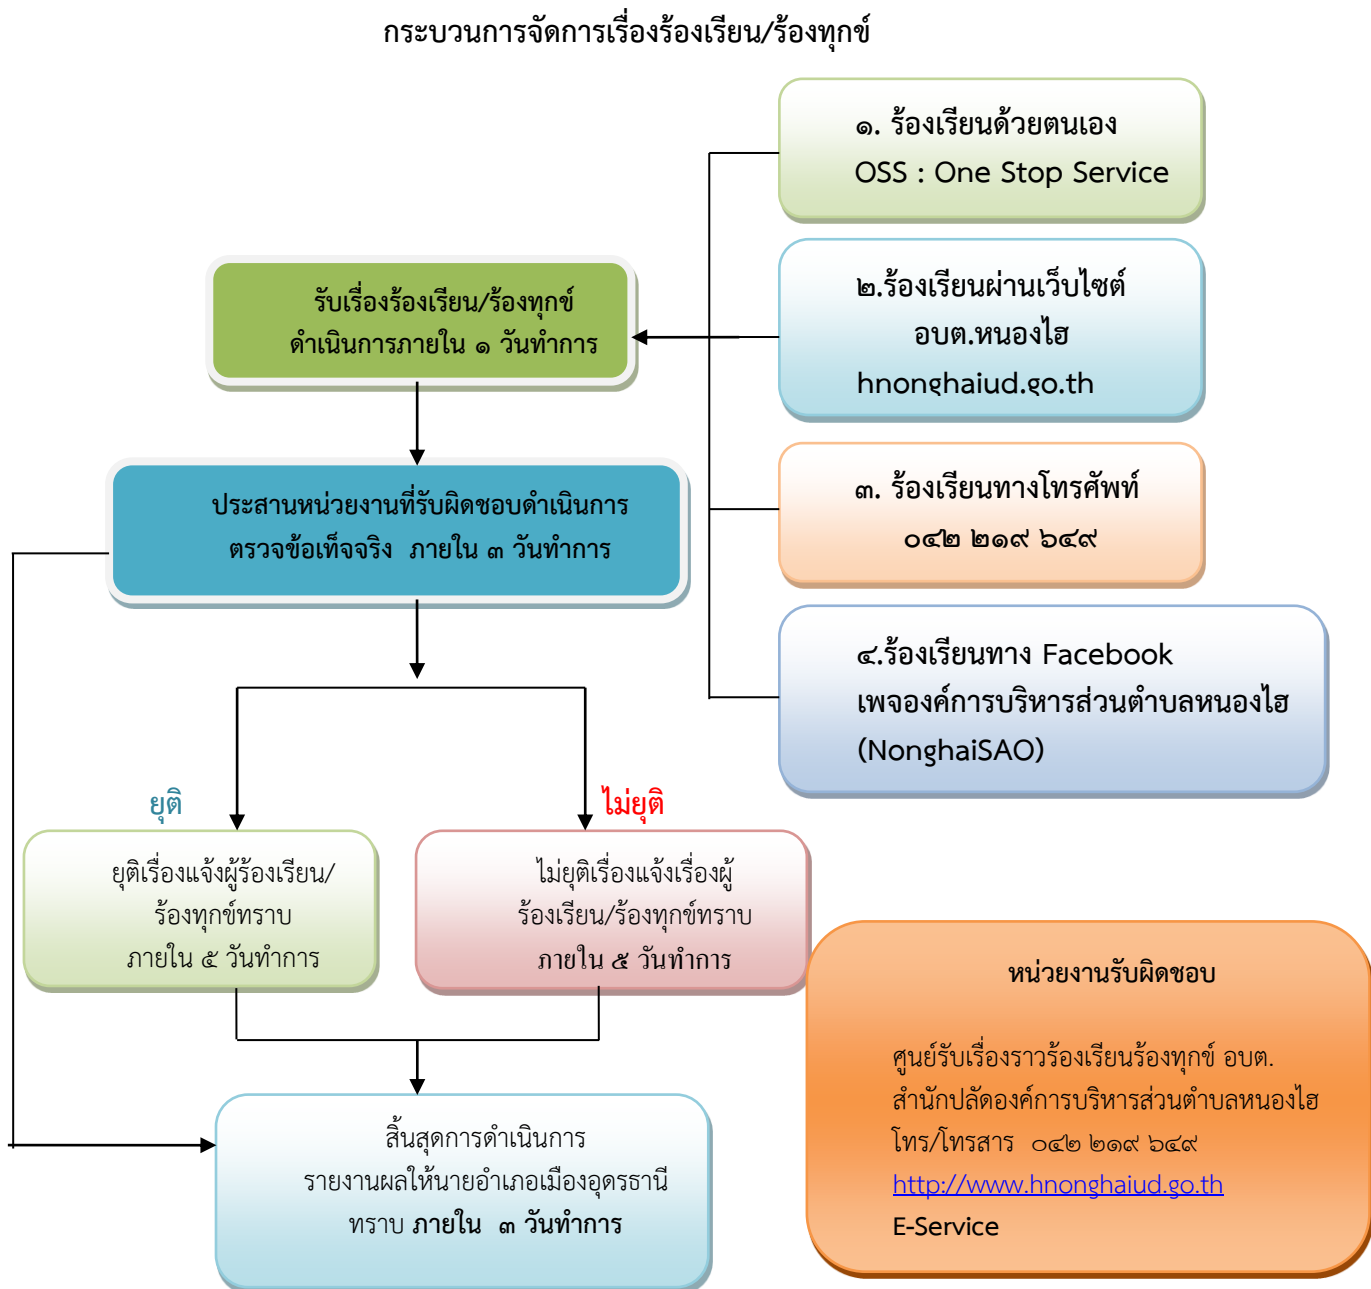 กระบวนการจัดการเรื่องร้องเรียน/ร้องทุกข์
๑. ร้องเรียนด้วยตนเอง
OSS : One Stop Service
๒.ร้องเรียนผ่านเว็บไซต์
อบต.หนองไฮ
hnonghaiud.go.th
๓. ร้องเรียนทางโทรศัพท์
๐๔๒ ๒๑๙ ๖๔๙
๔.ร้องเรียนทาง Facebook
เพจองค์การบริหารส่วนตำบลหนองไฮ
(NonghaiSAO)
รับเรื่องร้องเรียน/ร้องทุกข์
ดำเนินการภายใน ๑ วันทำการ
ประสานหน่วยงานที่รับผิดชอบดำเนินการ
ตรวจข้อเท็จจริง ภายใน ๓ วันทำการ
ยุติ
ไม่ยุติ
ยุติเรื่องแจ้งผู้ร้องเรียน/
ร้องทุกข์ทราบ
ภายใน ๕ วันทำการ
ไม่ยุติเรื่องแจ้งเรื่องผู้
ร้องเรียน/ร้องทุกข์ทราบ
ภายใน ๕ วันทำการ
สิ้นสุดการดำเนินการ
รายงานผลให้นายอำเภอเมืองอุดรธานี
ทราบ ภายใน ๓ วันทำการ
หน่วยงานรับผิดชอบ
ศูนย์รับเรื่องราวร้องเรียนร้องทุกข์ อบต.
สำนักปลัดองค์การบริหารส่วนตำบลหนองไฮ
โทร/โทรสาร ๐๔๒ ๒๑๙ ๖๔๙
http://www.hnonghaiud.go.th
E-Service